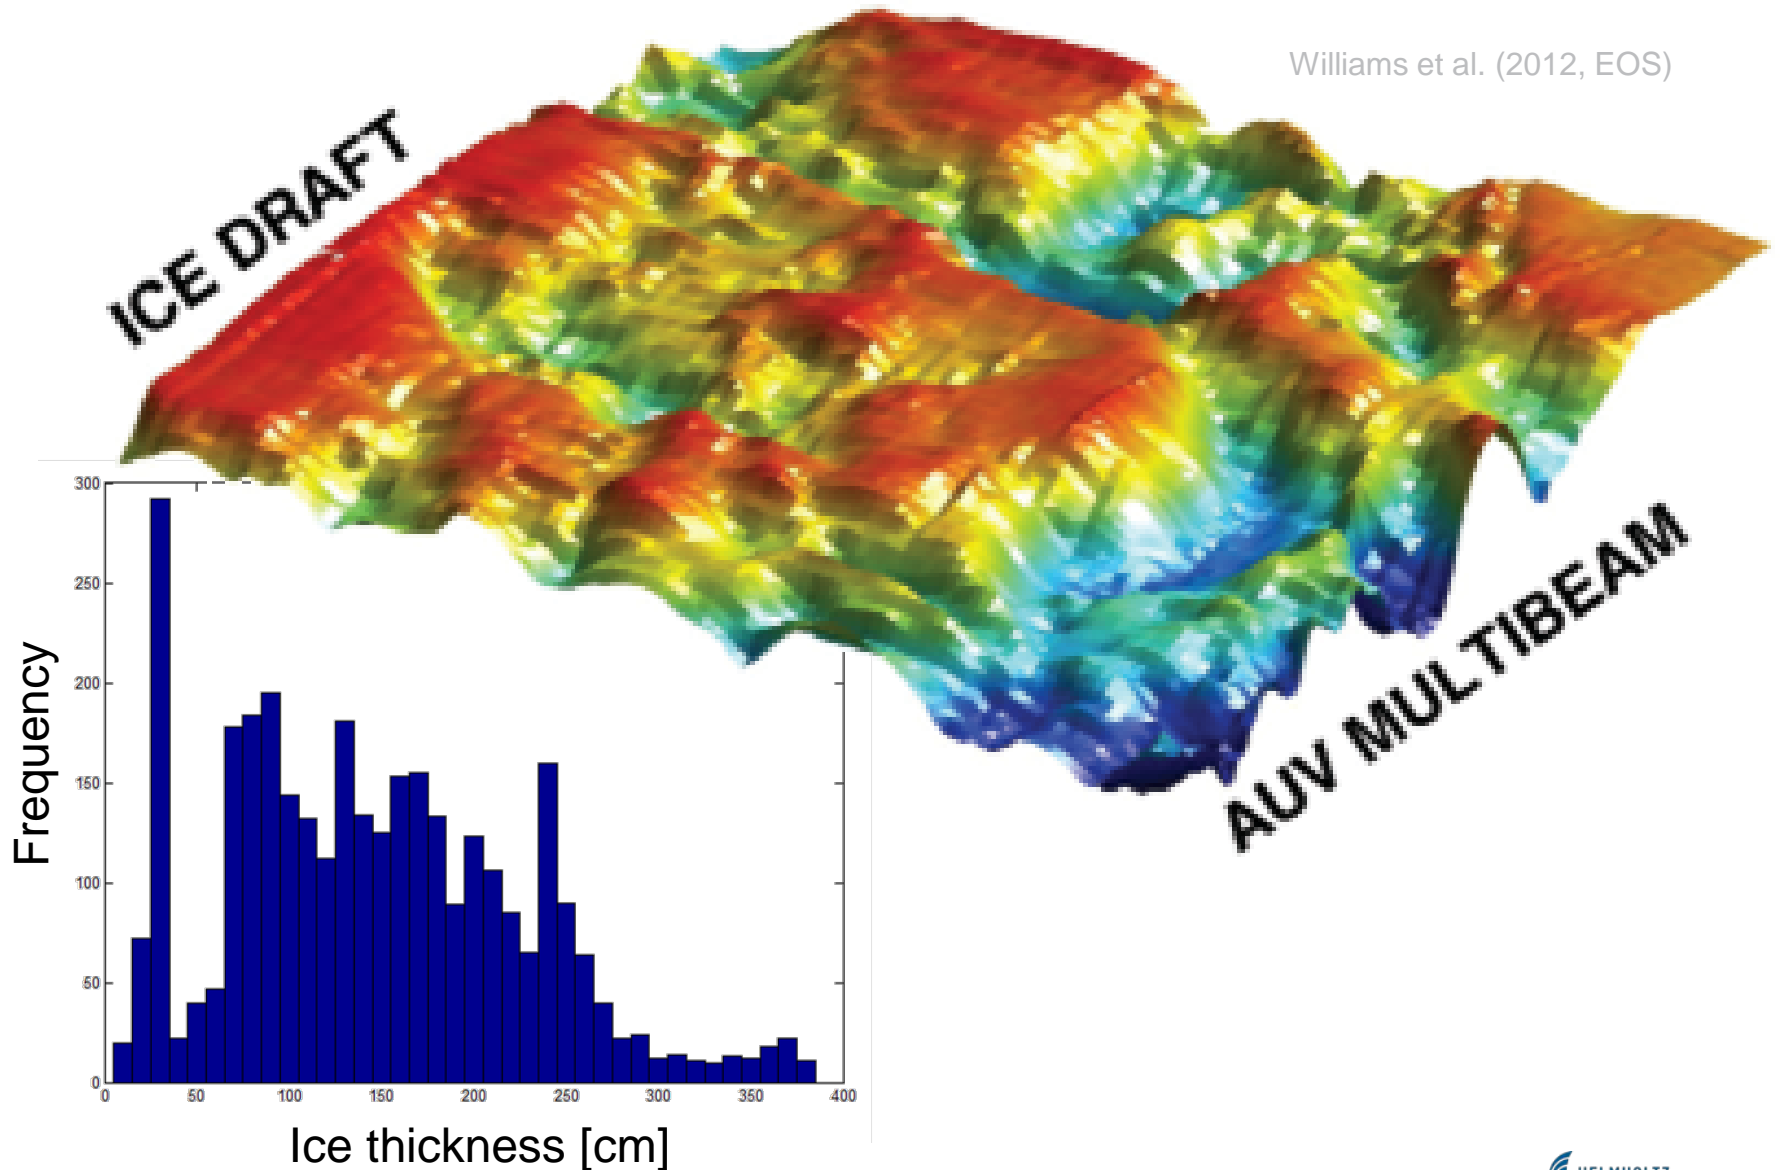 Williams et al. (2012, EOS)
ICE DRAFT
AUV MULTIBEAM
Frequency
300
250
200
150
100
50
0
0 50 100 150 200 250 300 350 400
Ice thickness [cm]